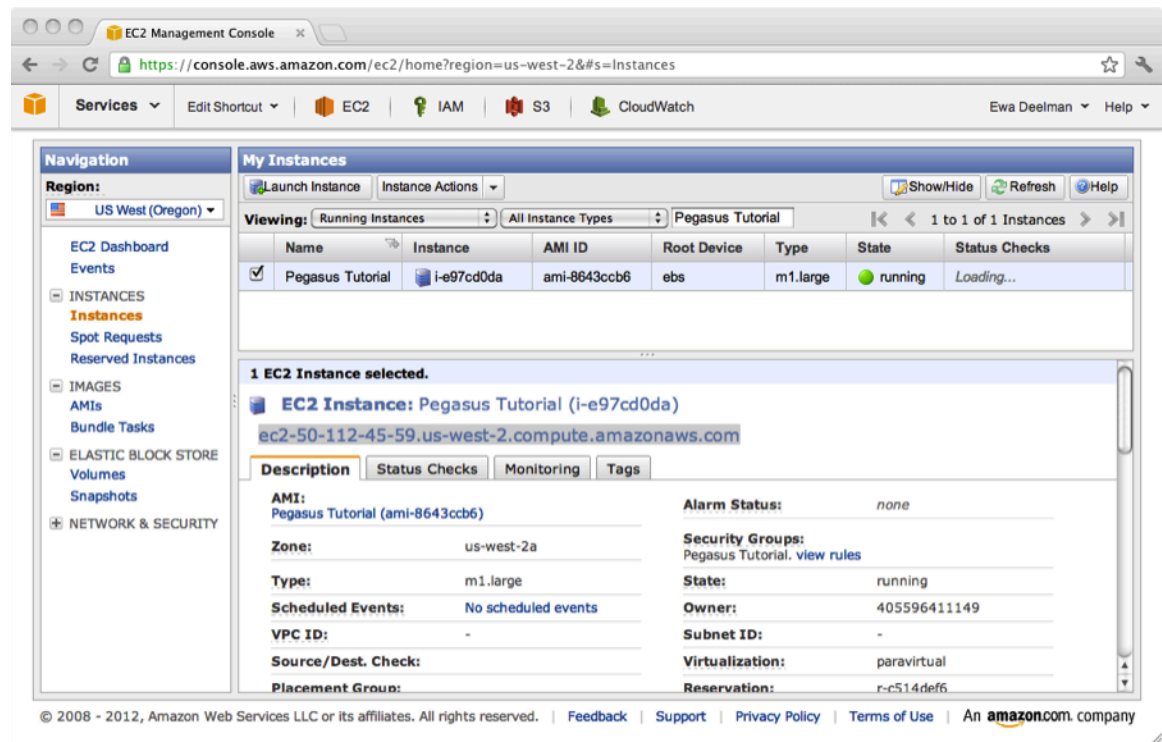 EC2 Management Console
https://console.aws.amazon.com/ec2/home?region=us-west-2&#s=Instances
Services Edit Shortcut EC2 IAM S3 CloudWatch Ewa Deelman Help
Navigation
Region:
US West (Oregon)
EC2 Dashboard
Events
INSTANCES
Instances
Spot Requests
Reserved Instances
IMAGES
AMIs
Bundle Tasks
ELASTIC BLOCK STORE
Volumes
Snapshots
NETWORK & SECURITY
My Instances
Launch Instance Instance Actions Show/Hide Refresh Help
Viewing: Running Instances All Instance Types Pegasus Tutorial 1 to 1 of 1 Instances
Name Instance AMI ID Root Device Type State Status Checks
Pegasus Tutorial i-e97cd0da ami-8643ccb6 ebs m1.large running Loading...
1 EC2 Instance selected.
EC2 Instance: Pegasus Tutorial (i-e97cd0da)
ec2-50-112-45-59.us-west-2.compute.amazonaws.com
Description Status Checks Monitoring Tags
AMI:
Pegasus Tutorial (ami-8643ccb6)
Alarm Status: none
Zone: us-west-2a
Security Groups:
Pegasus Tutorial. view rules
Type: m1.large State: running
Scheduled Events: No scheduled events Owner: 405596411149
VPC ID: - Subnet ID: -
Source/Dest. Check: Virtualization: paravirtual
Placement Group: Reservation: r-c514def6
© 2008 - 2012, Amazon Web Services LLC or its affiliates. All rights reserved. | Feedback | Support | Privacy Policy | Terms of Use | An amazon.com. company